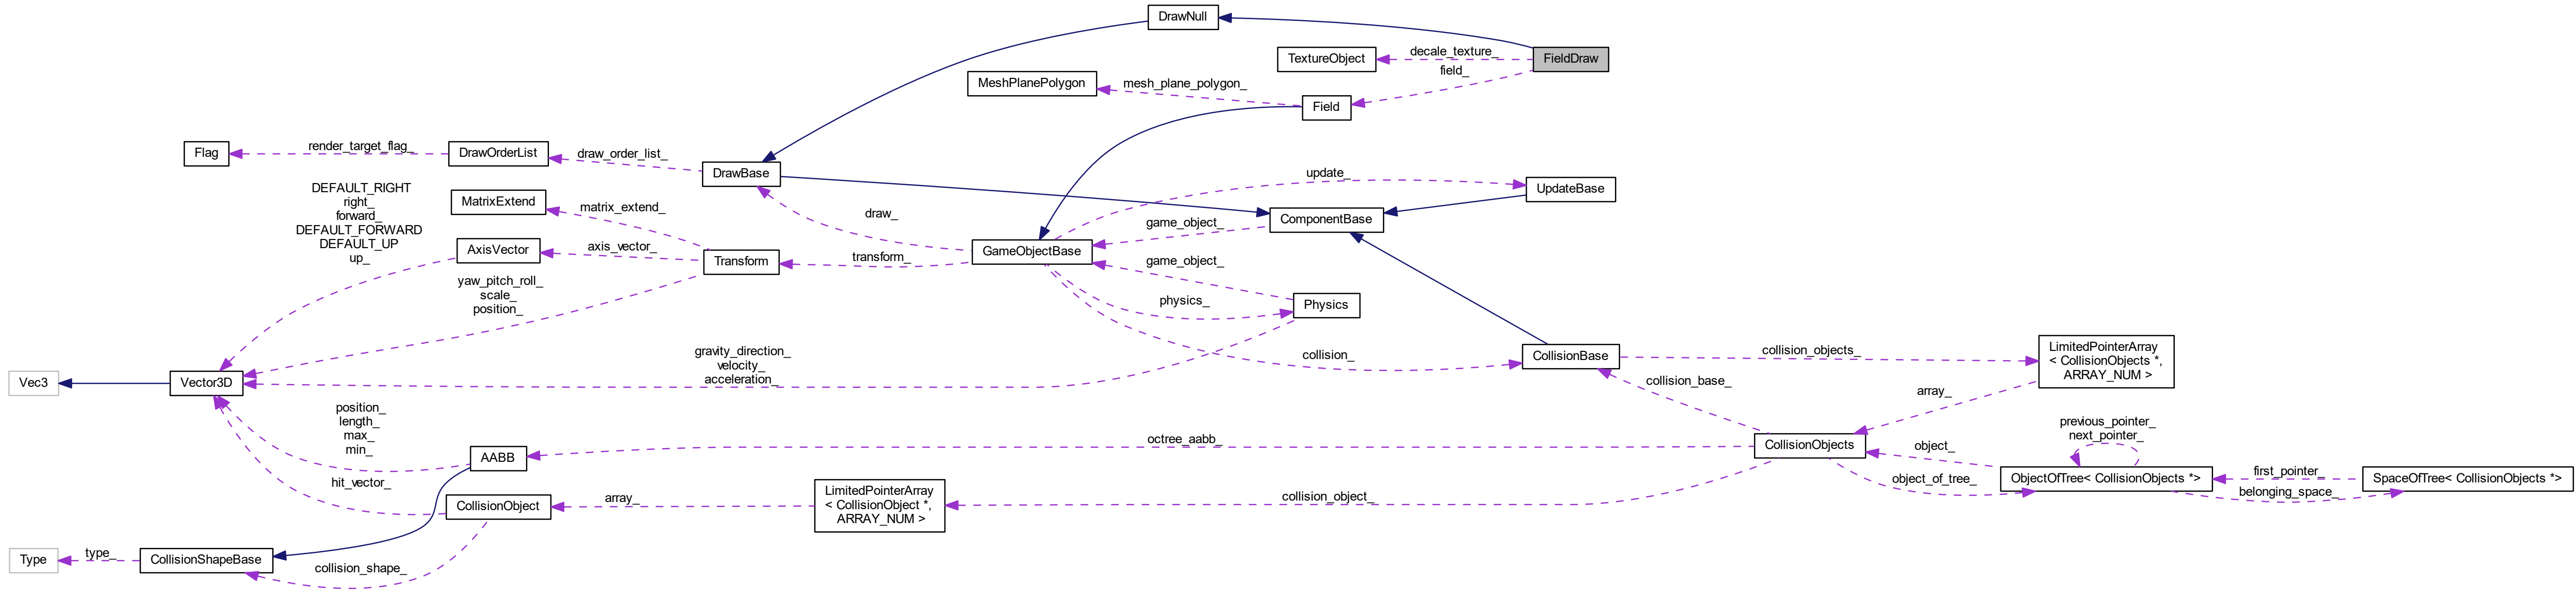 DrawNull
decale_texture_
FieldDraw
TextureObject
field_
MeshPlanePolygon
mesh_plane_polygon_
Field
Flag
render_target_flag_
DrawOrderList
draw_order_list_
DrawBase
update_
UpdateBase
DEFAULT_RIGHT
right_
forward_
DEFAULT_FORWARD
DEFAULT_UP
up_
MatrixExtend
matrix_extend_
draw_
game_object_
ComponentBase
AxisVector
axis_vector_
Transform
transform_
GameObjectBase
game_object_
yaw_pitch_roll_
scale_
position_
physics_
Physics
gravity_direction_
velocity_
acceleration_
collision_
CollisionBase
collision_objects_
LimitedPointerArray
< CollisionObjects *,
ARRAY_NUM >
Vec3
Vector3D
collision_base_
array_
position_
length_
max_
min_
AABB
octree_aabb_
CollisionObjects
previous_pointer_
next_pointer_
object_
hit_vector_
CollisionObject
array_
LimitedPointerArray
< CollisionObject *,
ARRAY_NUM >
collision_object_
object_of_tree_
ObjectOfTree< CollisionObjects *>
first_pointer_
belonging_space_
SpaceOfTree< CollisionObjects *>
Type
type_
CollisionShapeBase
collision_shape_